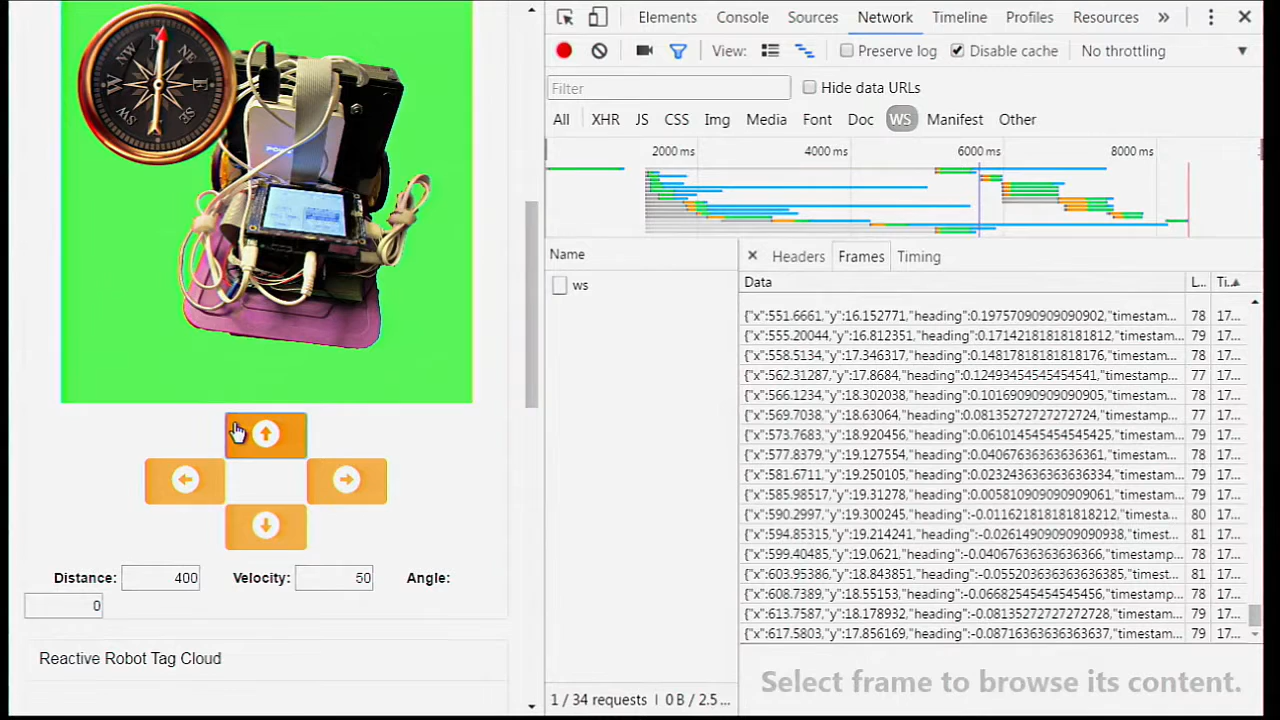 N
NE
E
SE
SW
W
NW
Distance: 400 Velocity: 50 Angle:
0
Reactive Robot Tag Cloud
Elements Console Sources Network Timeline Profiles Resources »
View: Preserve log Disable cache No throttling
Filter Hide data URLs
All XHR JS CSS Img Media Font Doc WS Manifest Other
2000 ms 4000 ms 6000 ms 8000 ms
Name
ws
× Headers Frames Timing
Data L... Ti...
{"x":551.6661,"y":16.152771,"heading":0.19757090909090902,"timestam... 78 17...
{"x":555.20044,"y":16.812351,"heading":0.17142181818181812,"timestam... 79 17...
{"x":558.5134,"y":17.346317,"heading":0.14817818181818176,"timestam... 78 17...
{"x":562.31287,"y":17.8684,"heading":0.12493454545454541,"timestamp... 77 17...
{"x":566.1234,"y":18.302038,"heading":0.10169090909090905,"timestam... 78 17...
{"x":569.7038,"y":18.63064,"heading":0.08135272727272724,"timestamp... 77 17...
{"x":573.7683,"y":18.920456,"heading":0.061014545454545425,"timestam... 79 17...
{"x":577.8379,"y":19.127554,"heading":0.04067636363636361,"timestam... 78 17...
{"x":581.6711,"y":19.250105,"heading":0.023243636363636334,"timestam... 79 17...
{"x":585.98517,"y":19.31278,"heading":0.005810909090909061,"timestam... 79 17...
{"x":590.2997,"y":19.300245,"heading":-0.011621818181818212,"timesta... 80 17...
{"x":594.85315,"y":19.214241,"heading":-0.026149090909090938,"timest... 81 17...
{"x":599.40485,"y":19.0621,"heading":-0.04067636363636366,"timestamp... 78 17...
{"x":603.95386,"y":18.843851,"heading":-0.055203636363636385,"timest... 81 17...
{"x":608.7389,"y":18.55153,"heading":-0.06682545454545456,"timestam... 78 17...
{"x":613.7587,"y":18.178932,"heading":-0.08135272727272728,"timestam... 79 17...
{"x":617.5803,"y":17.856169,"heading":-0.08716363636363637,"timestam... 79 17...
1 / 34 requests | 0 B / 2.5 ...
Select frame to browse its content.